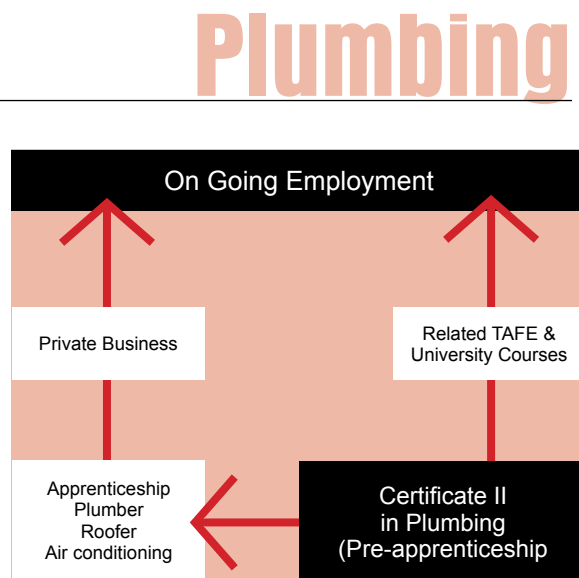 Plumbing
On Going Employment
Private Business
Related TAFE &
University Courses
Apprenticeship
Plumber
Roofer
Air conditioning
Certificate II
in Plumbing
(Pre-apprenticeship